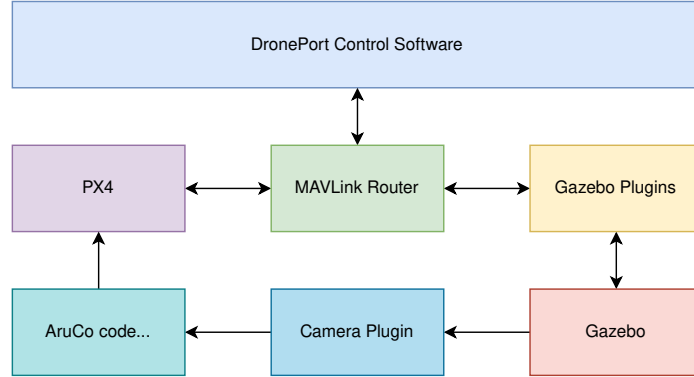 DronePort Control Software
PX4
MAVLink Router
Gazebo Plugins
AruCo code...
Camera Plugin
Gazebo